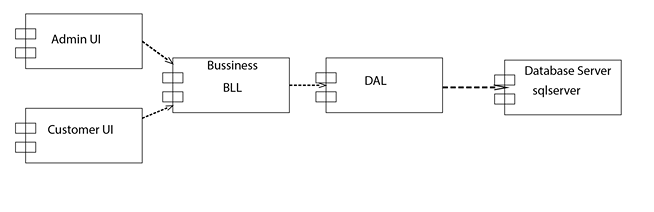 Admin UI
Customer UI
Bussiness
BLL
DAL
Database Server
sqlserver